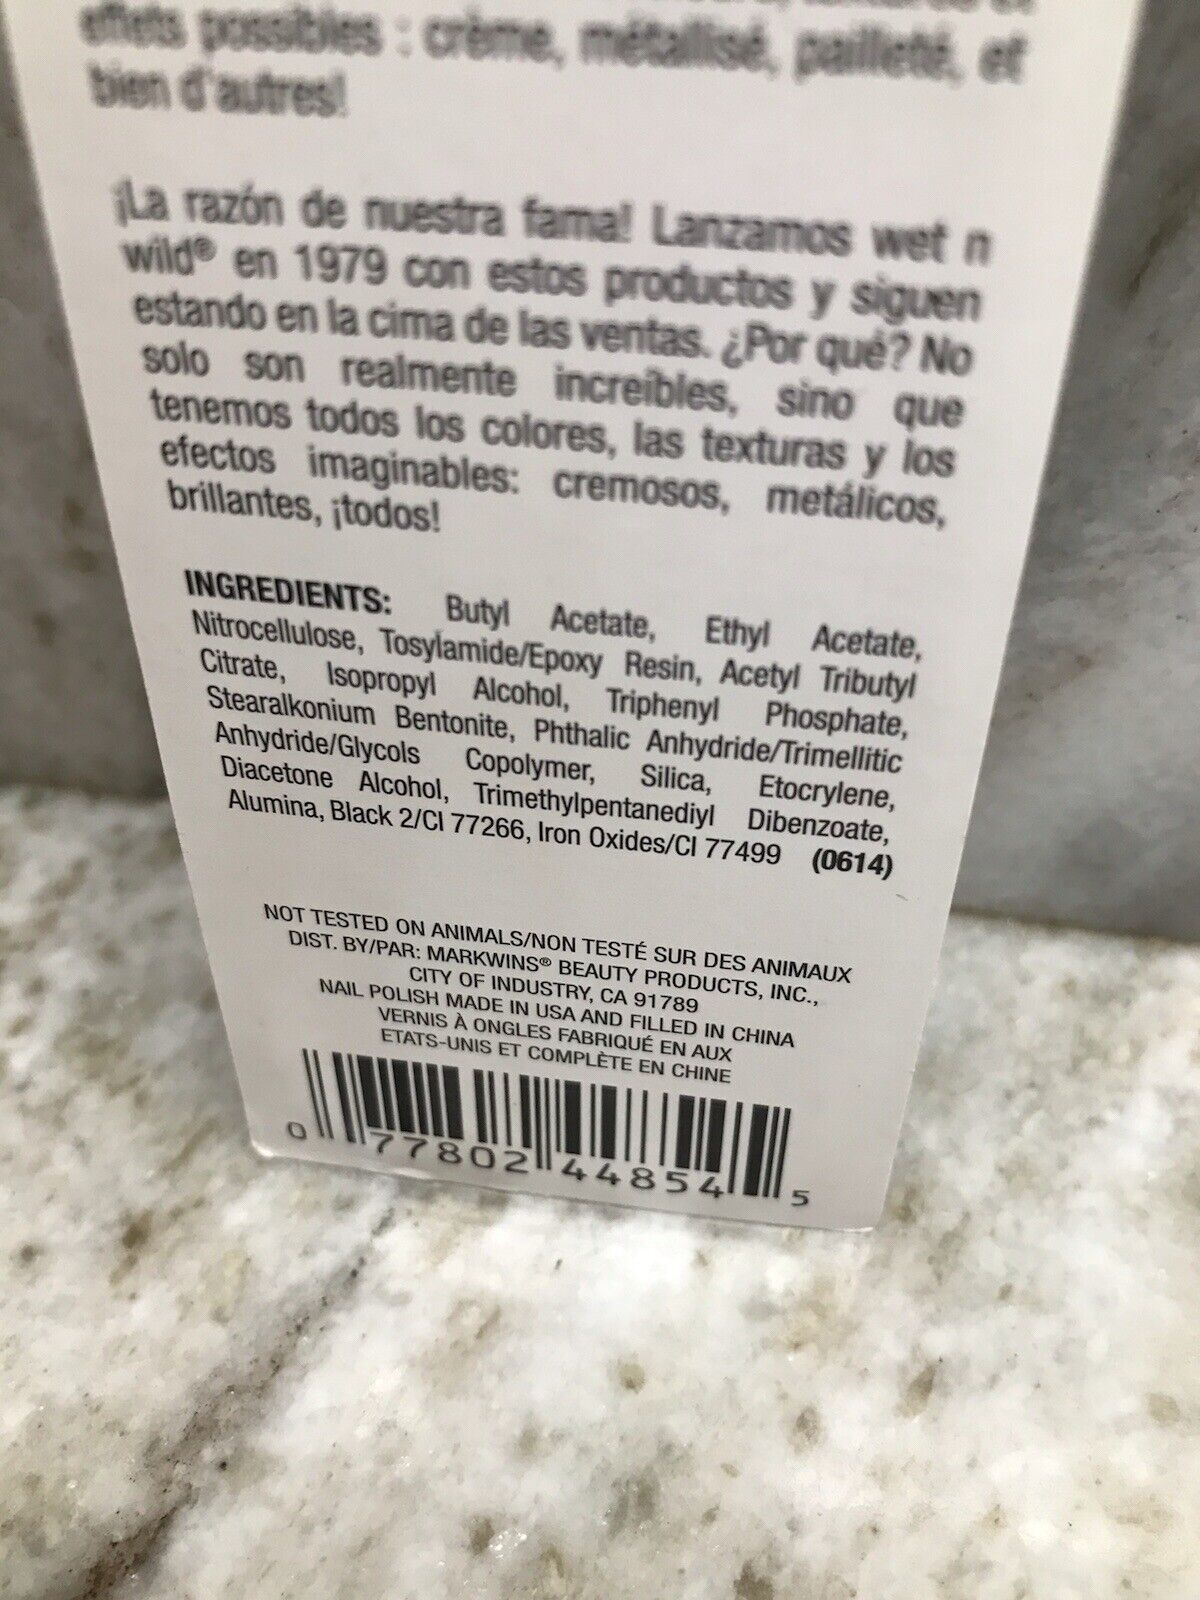 effets possibles : crème, métallisé, pailleté, et
bien d'autres!
¡La razón de nuestra fama! Lanzamos wet n
wild® en 1979 con estos productos y siguen
estando en la cima de las ventas. ¿Por qué? No
solo son realmente increíbles, sino que
tenemos todos los colores, las texturas y los
efectos imaginables: cremosos, metálicos,
brillantes, ¡todos!
INGREDIENTS: Butyl Acetate, Ethyl Acetate,
Nitrocellulose, Tosylamide/Epoxy Resin, Acetyl Tributyl
Citrate, Isopropyl Alcohol, Triphenyl Phosphate,
Stearalkonium Bentonite, Phthalic Anhydride/Trimellitic
Anhydride/Glycols Copolymer, Silica, Etocrylene,
Diacetone Alcohol, Trimethylpentanediyl Dibenzoate,
Alumina, Black 2/CI 77266, Iron Oxides/CI 77499 (0614)
NOT TESTED ON ANIMALS/NON TESTÉ SUR DES ANIMAUX
DIST. BY/PAR: MARKWINS® BEAUTY PRODUCTS, INC.,
CITY OF INDUSTRY, CA 91789
NAIL POLISH MADE IN USA AND FILLED IN CHINA
VERNIS À ONGLES FABRIQUÉ EN AUX
ETATS-UNIS ET COMPLÈTE EN CHINE
0 77802 44854 5